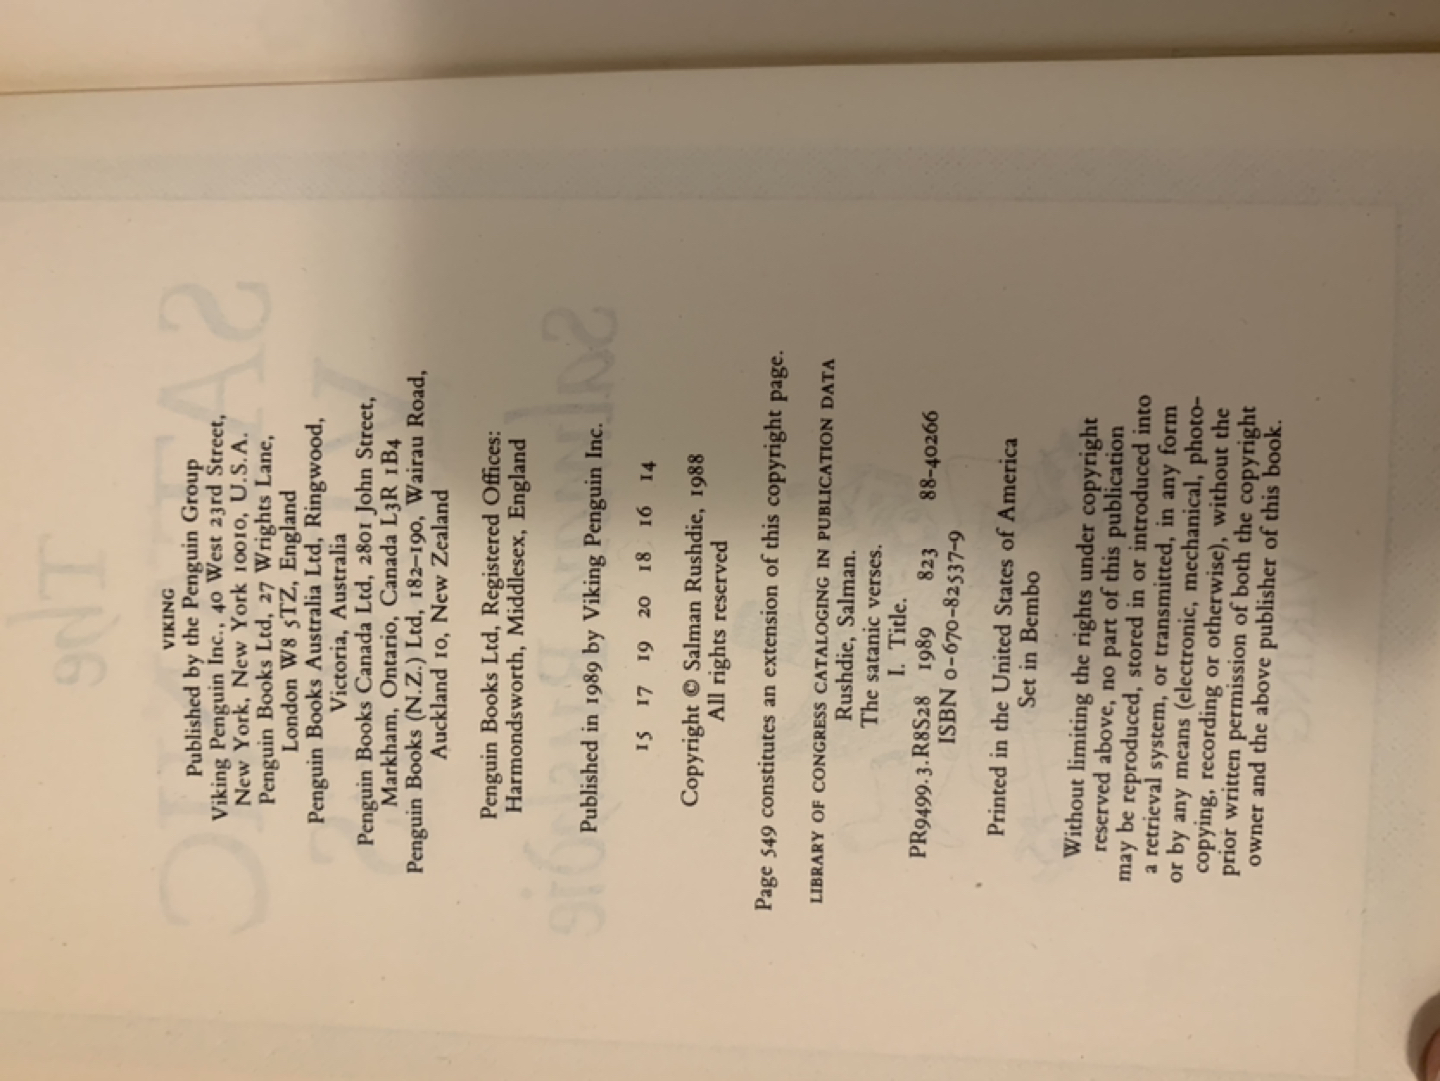 VIKING
Published by the Penguin Group
Viking Penguin Inc., 40 West 23rd Street,
New York, New York 10010, U.S.A.
Penguin Books Ltd, 27 Wrights Lane,
London W8 5TZ, England
Penguin Books Australia Ltd, Ringwood,
Victoria, Australia
Penguin Books Canada Ltd, 2801 John Street,
Markham, Ontario, Canada L3R 1B4
Penguin Books (N.Z.) Ltd, 182–190, Wairau Road,
Auckland 10, New Zealand
Penguin Books Ltd, Registered Offices:
Harmondsworth, Middlesex, England
Published in 1989 by Viking Penguin Inc.
15 17 19 20 18 16 14
Copyright © Salman Rushdie, 1988
All rights reserved
Page 549 constitutes an extension of this copyright page.
LIBRARY OF CONGRESS CATALOGING IN PUBLICATION DATA
Rushdie, Salman.
The satanic verses.
I. Title.
PR9499.3.R8S28 1989 823 88-40266
ISBN 0-670-82537-9
Printed in the United States of America
Set in Bembo
Without limiting the rights under copyright
reserved above, no part of this publication
may be reproduced, stored in or introduced into
a retrieval system, or transmitted, in any form
or by any means (electronic, mechanical, photo-
copying, recording or otherwise), without the
prior written permission of both the copyright
owner and the above publisher of this book.